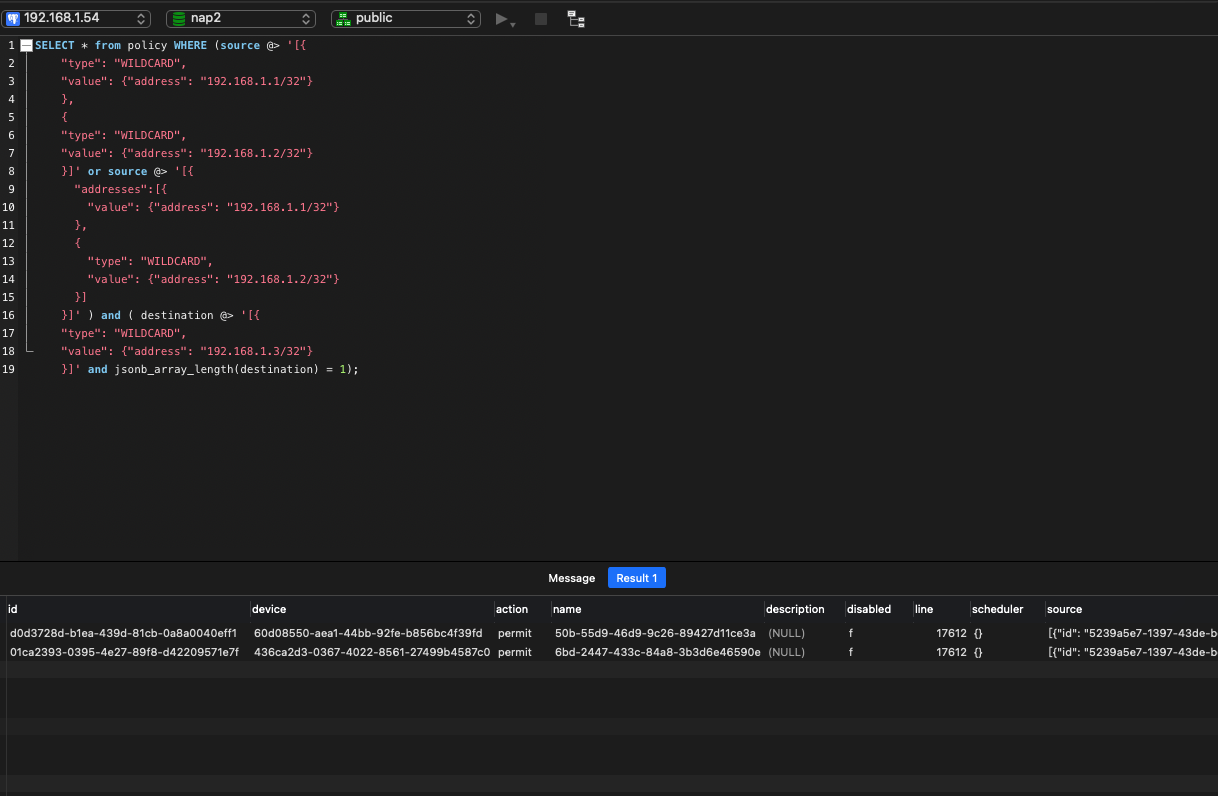 192.168.1.54 nap2 public
1 SELECT * from policy WHERE (source @> '[{
2 "type": "WILDCARD",
3 "value": {"address": "192.168.1.1/32"}
4 },
5 {
6 "type": "WILDCARD",
7 "value": {"address": "192.168.1.2/32"}
8 }]' or source @> '[{
9 "addresses":[{
10 "value": {"address": "192.168.1.1/32"}
11 },
12 {
13 "type": "WILDCARD",
14 "value": {"address": "192.168.1.2/32"}
15 }]
16 }]' ) and ( destination @> '[{
17 "type": "WILDCARD",
18 "value": {"address": "192.168.1.3/32"}
19 }]' and jsonb_array_length(destination) = 1);
Message Result 1
id device action name description disabled line scheduler source
d0d3728d-b1ea-439d-81cb-0a8a0040eff1 60d08550-aea1-44bb-92fe-b856bc4f39fd permit 50b-55d9-46d9-9c26-89427d11ce3a (NULL) f 17612 {} [{"id": "5239a5e7-1397-43de-b
01ca2393-0395-4e27-89f8-d42209571e7f 436ca2d3-0367-4022-8561-27499b4587c0 permit 6bd-2447-433c-84a8-3b3d6e46590e (NULL) f 17612 {} [{"id": "5239a5e7-1397-43de-b